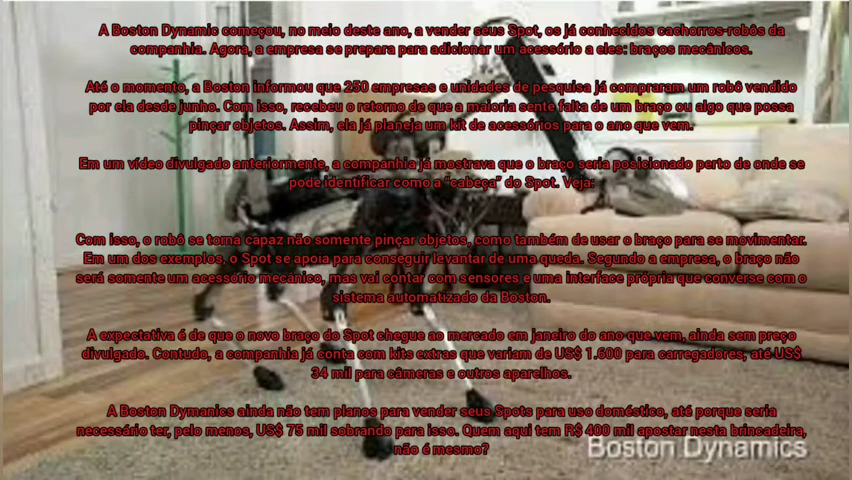 A Boston Dynamic começou, no meio deste ano, a vender seus Spot, os já conhecidos cachorros-robôs da
companhia. Agora, a empresa se prepara para adicionar um acessório a eles: braços mecânicos.
Até o momento, a Boston informou que 250 empresas e unidades de pesquisa já compraram um robô vendido
por ela desde junho. Com isso, recebeu o retorno de que a maioria sente falta de um braço ou algo que possa
pinçar objetos. Assim, ela já planeja um kit de acessórios para o ano que vem.
Em um vídeo divulgado anteriormente, a companhia já mostrava que o braço seria posicionado perto de onde se
pode identificar como a "cabeça" do Spot. Veja:
Com isso, o robô se torna capaz não somente pinçar objetos, como também de usar o braço para se movimentar.
Em um dos exemplos, o Spot se apoia para conseguir levantar de uma queda. Segundo a empresa, o braço não
será somente um acessório mecânico, mas vai contar com sensores e uma interface própria que converse com o
sistema automatizado da Boston.
A expectativa é de que o novo braço do Spot chegue ao mercado em janeiro do ano que vem, ainda sem preço
divulgado. Contudo, a companhia já conta com kits extras que variam de US$ 1.600 para carregadores, até US$
34 mil para câmeras e outros aparelhos.
A Boston Dymanics ainda não tem planos para vender seus Spots para uso doméstico, até porque seria
necessário ter, pelo menos, US$ 75 mil sobrando para isso. Quem aqui tem R$ 400 mil apostar nesta brincadeira,
não é mesmo?
Boston Dynamics